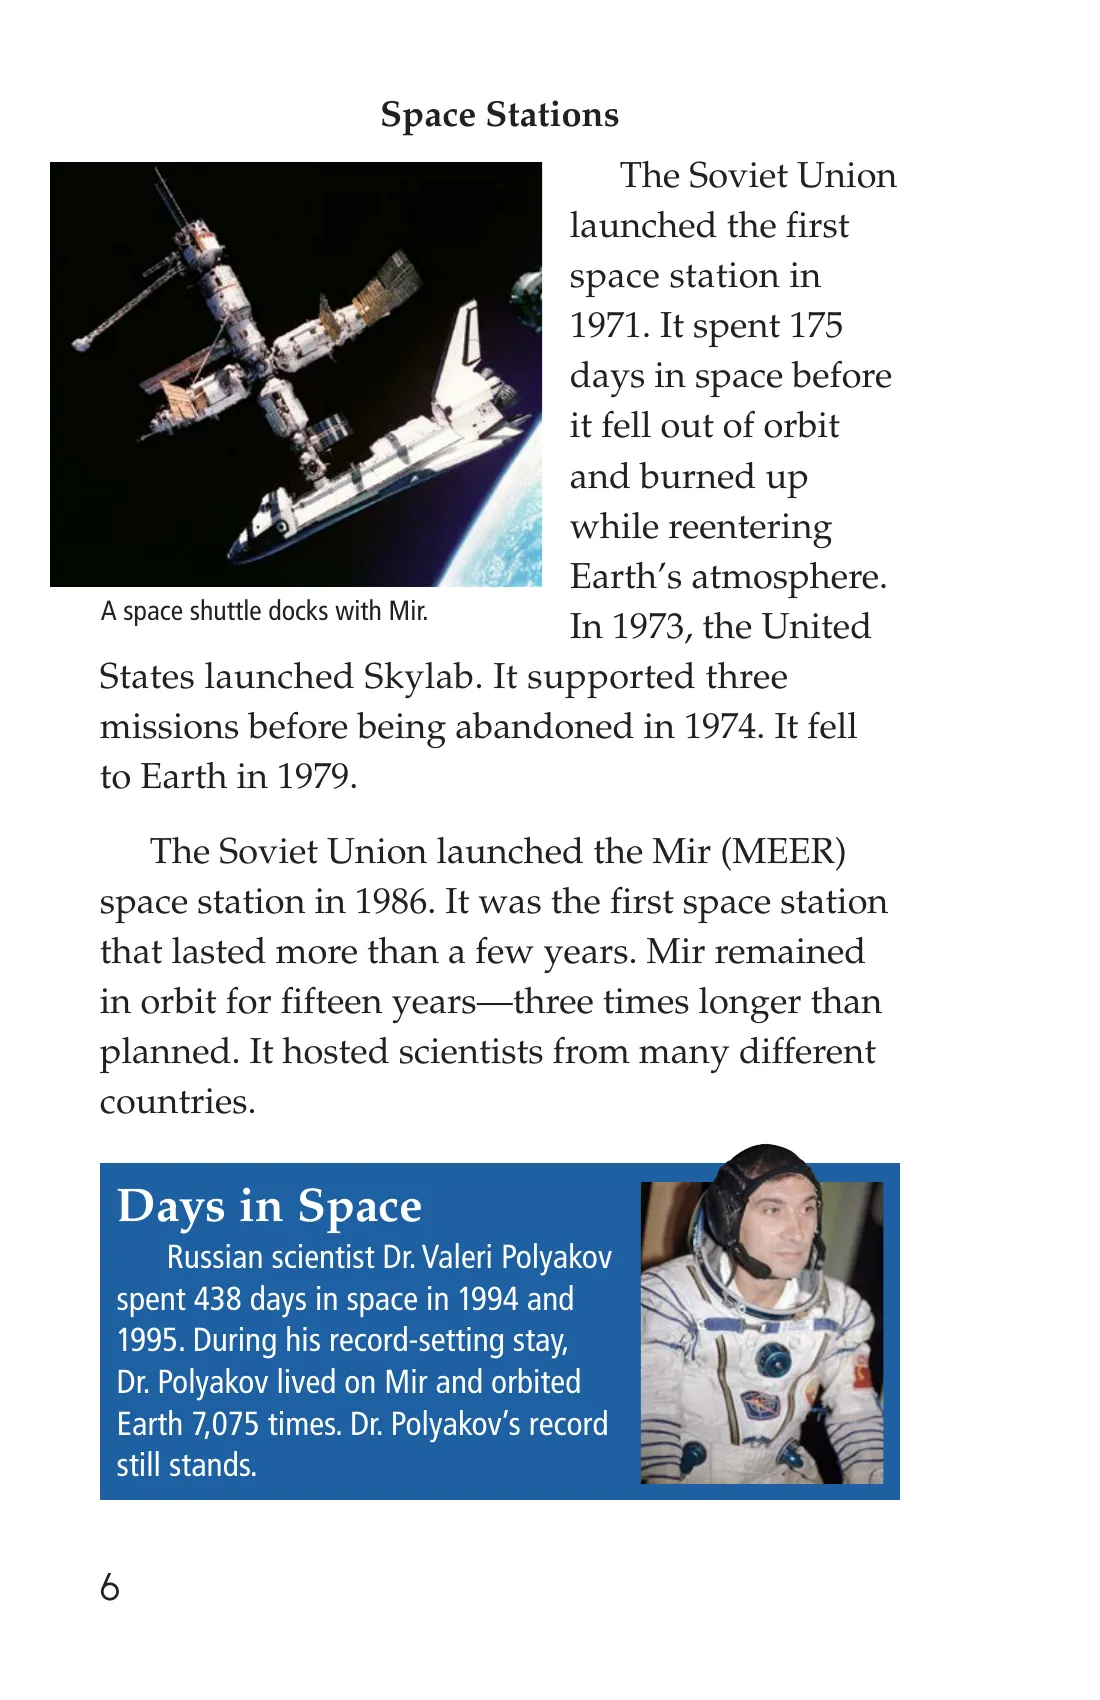 Space Stations
The Soviet Union
launched the first
space station in
1971. It spent 175
days in space before
it fell out of orbit
and burned up
while reentering
Earth’s atmosphere.
In 1973, the United
A space shuttle docks with Mir.
States launched Skylab. It supported three
missions before being abandoned in 1974. It fell
to Earth in 1979.
The Soviet Union launched the Mir (MEER)
space station in 1986. It was the first space station
that lasted more than a few years. Mir remained
in orbit for fifteen years—three times longer than
planned. It hosted scientists from many different
countries.
Days in Space
Russian scientist Dr. Valeri Polyakov
spent 438 days in space in 1994 and
1995. During his record-setting stay,
Dr. Polyakov lived on Mir and orbited
Earth 7,075 times. Dr. Polyakov’s record
still stands.
6